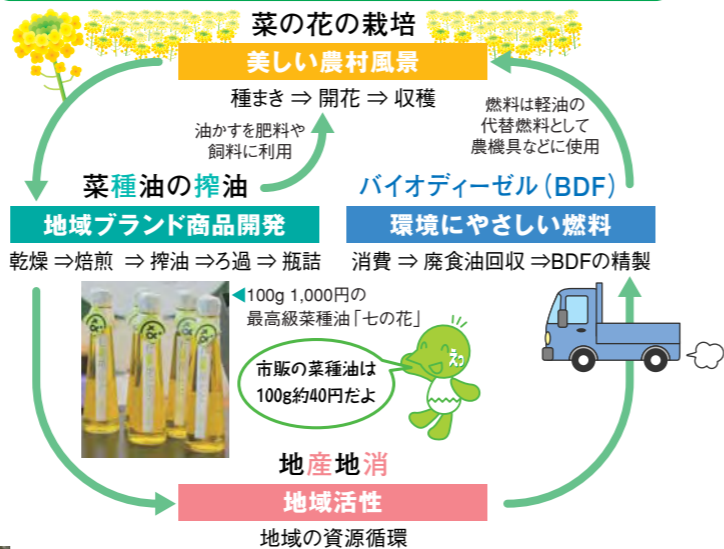 菜の花の栽培
美しい農村風景
種まき ⇒ 開花 ⇒ 収穫
油かすを肥料や
飼料に利用
燃料は軽油の
代替燃料として
農機具などに使用
菜種油の搾油
地域ブランド商品開発
乾燥 ⇒焙煎 ⇒ 搾油 ⇒ろ過 ⇒ 瓶詰
バイオディーゼル(BDF)
環境にやさしい燃料
消費 ⇒ 廃食油回収 ⇒BDFの精製
◀100g 1,000円の
最高級菜種油「七の花」
市販の菜種油は
100g約40円だよ
地産地消
地域活性
地域の資源循環